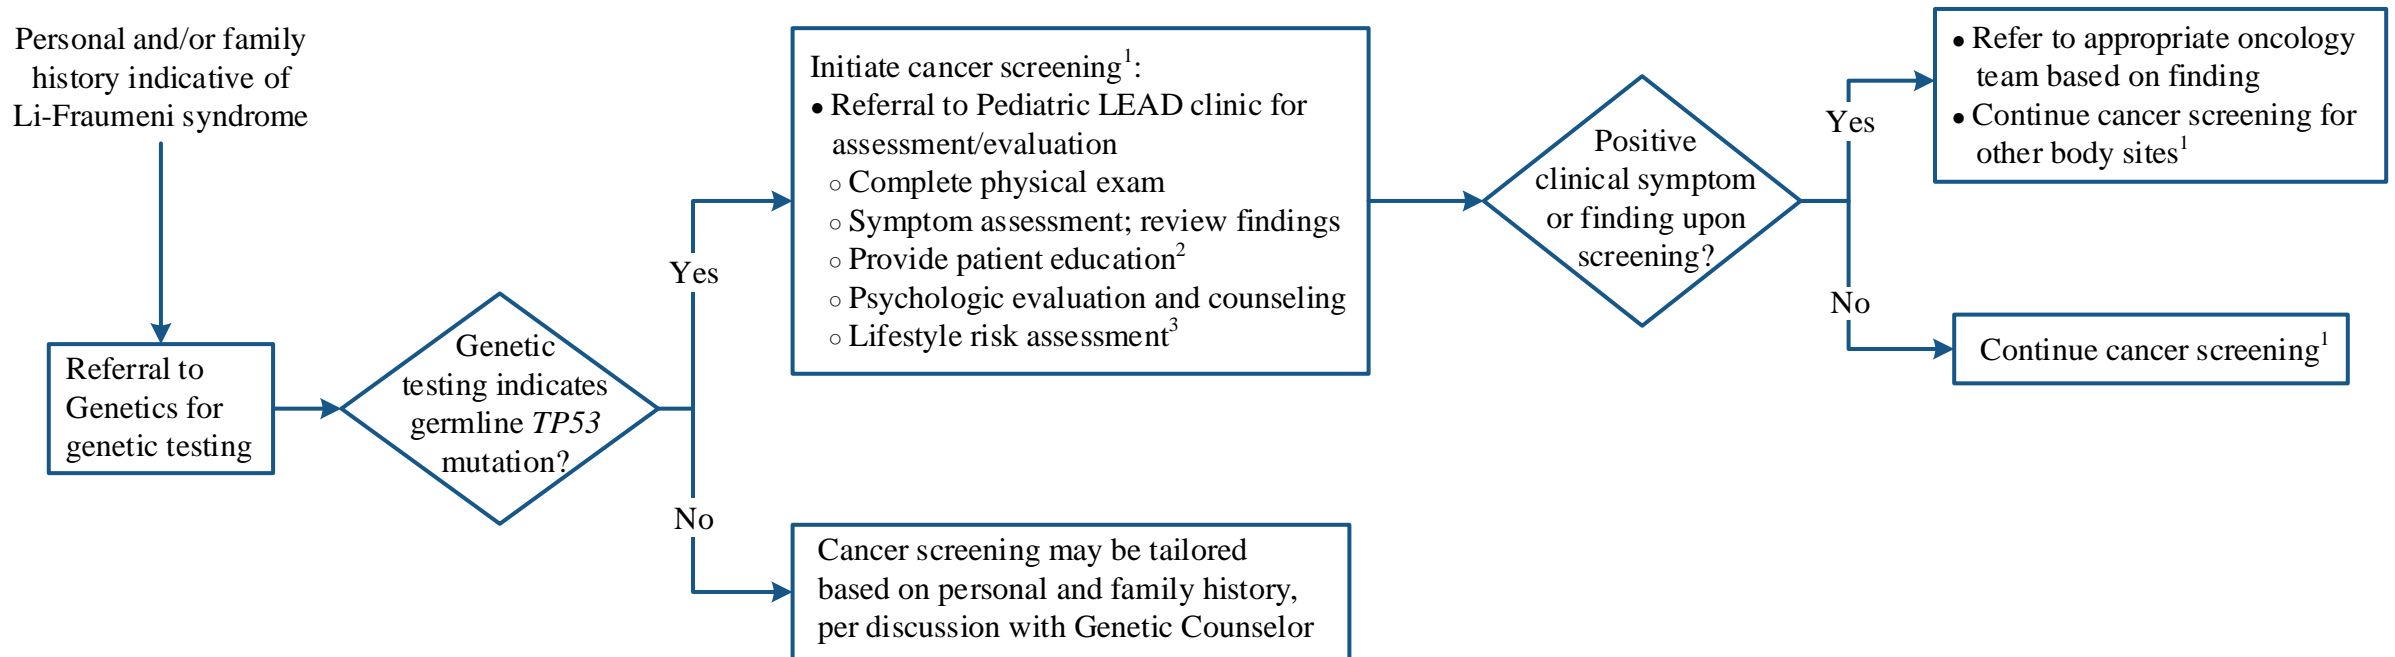 Personal and/or family
history indicative of
Li-Fraumeni syndrome
Referral to
Genetics for
genetic testing
Genetic
testing indicates
germline TP53
mutation?
Yes
No
Initiate cancer screening¹:
• Referral to Pediatric LEAD clinic for
assessment/evaluation
○ Complete physical exam
○ Symptom assessment; review findings
○ Provide patient education²
○ Psychologic evaluation and counseling
○ Lifestyle risk assessment³
Cancer screening may be tailored
based on personal and family history,
per discussion with Genetic Counselor
Positive
clinical symptom
or finding upon
screening?
Yes
No
• Refer to appropriate oncology
team based on finding
• Continue cancer screening for
other body sites¹
Continue cancer screening¹